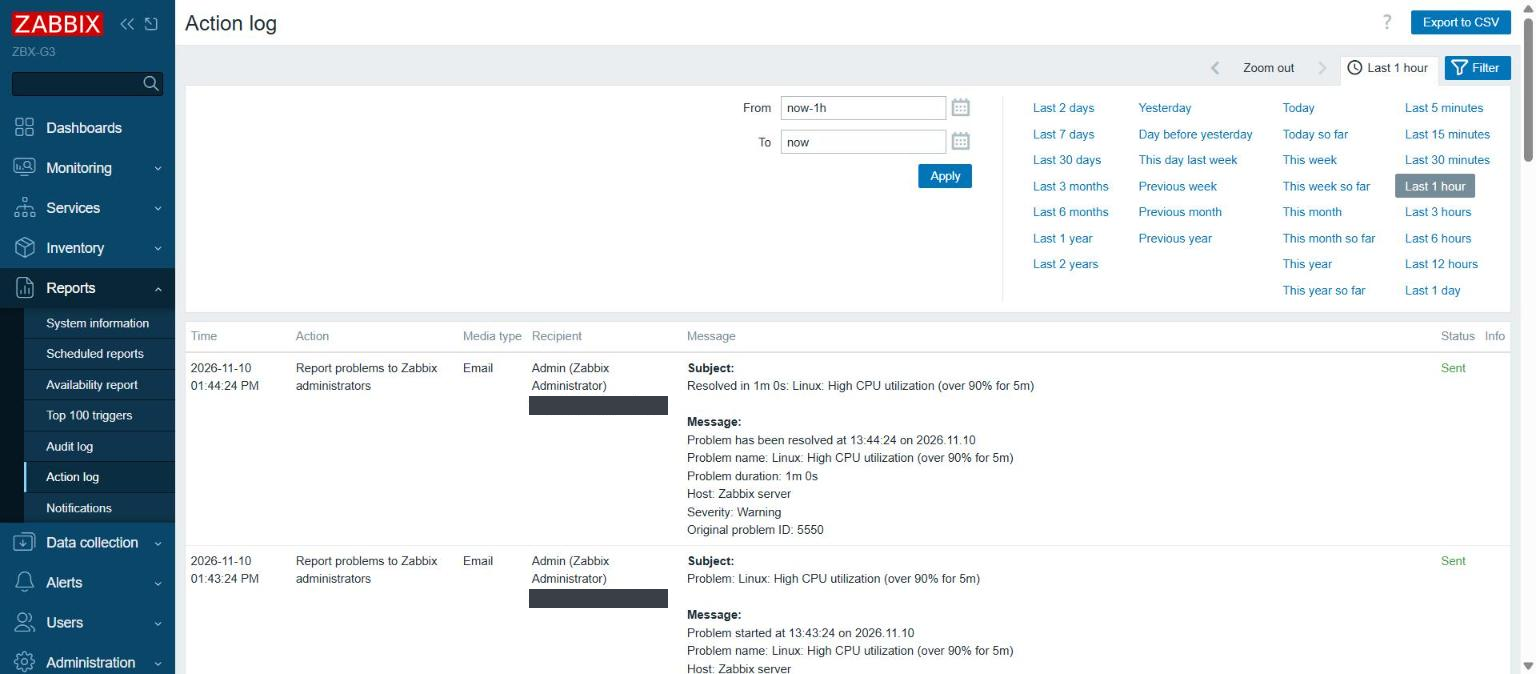 ZABBIX
ZBX-G3
Dashboards
Monitoring
Services
Inventory
Reports
System information
Scheduled reports
Availability report
Top 100 triggers
Audit log
Action log
Notifications
Data collection
Alerts
Users
Administration
Action log
? Export to CSV
Zoom out Last 1 hour Filter
From now-1h
To now
Apply
Last 2 days Yesterday Today Last 5 minutes
Last 7 days Day before yesterday Today so far Last 15 minutes
Last 30 days This day last week This week Last 30 minutes
Last 3 months Previous week This week so far Last 1 hour
Last 6 months Previous month This month Last 3 hours
Last 1 year Previous year This month so far Last 6 hours
Last 2 years This year Last 12 hours
This year so far Last 1 day
Time Action Media type Recipient Message Status Info
2026-11-10 Report problems to Zabbix Email Admin (Zabbix Subject: Sent
01:44:24 PM administrators Administrator) Resolved in 1m 0s: Linux: High CPU utilization (over 90% for 5m)
Message:
Problem has been resolved at 13:44:24 on 2026.11.10
Problem name: Linux: High CPU utilization (over 90% for 5m)
Problem duration: 1m 0s
Host: Zabbix server
Severity: Warning
Original problem ID: 5550
2026-11-10 Report problems to Zabbix Email Admin (Zabbix Subject: Sent
01:43:24 PM administrators Administrator) Problem: Linux: High CPU utilization (over 90% for 5m)
Message:
Problem started at 13:43:24 on 2026.11.10
Problem name: Linux: High CPU utilization (over 90% for 5m)
Host: Zabbix server